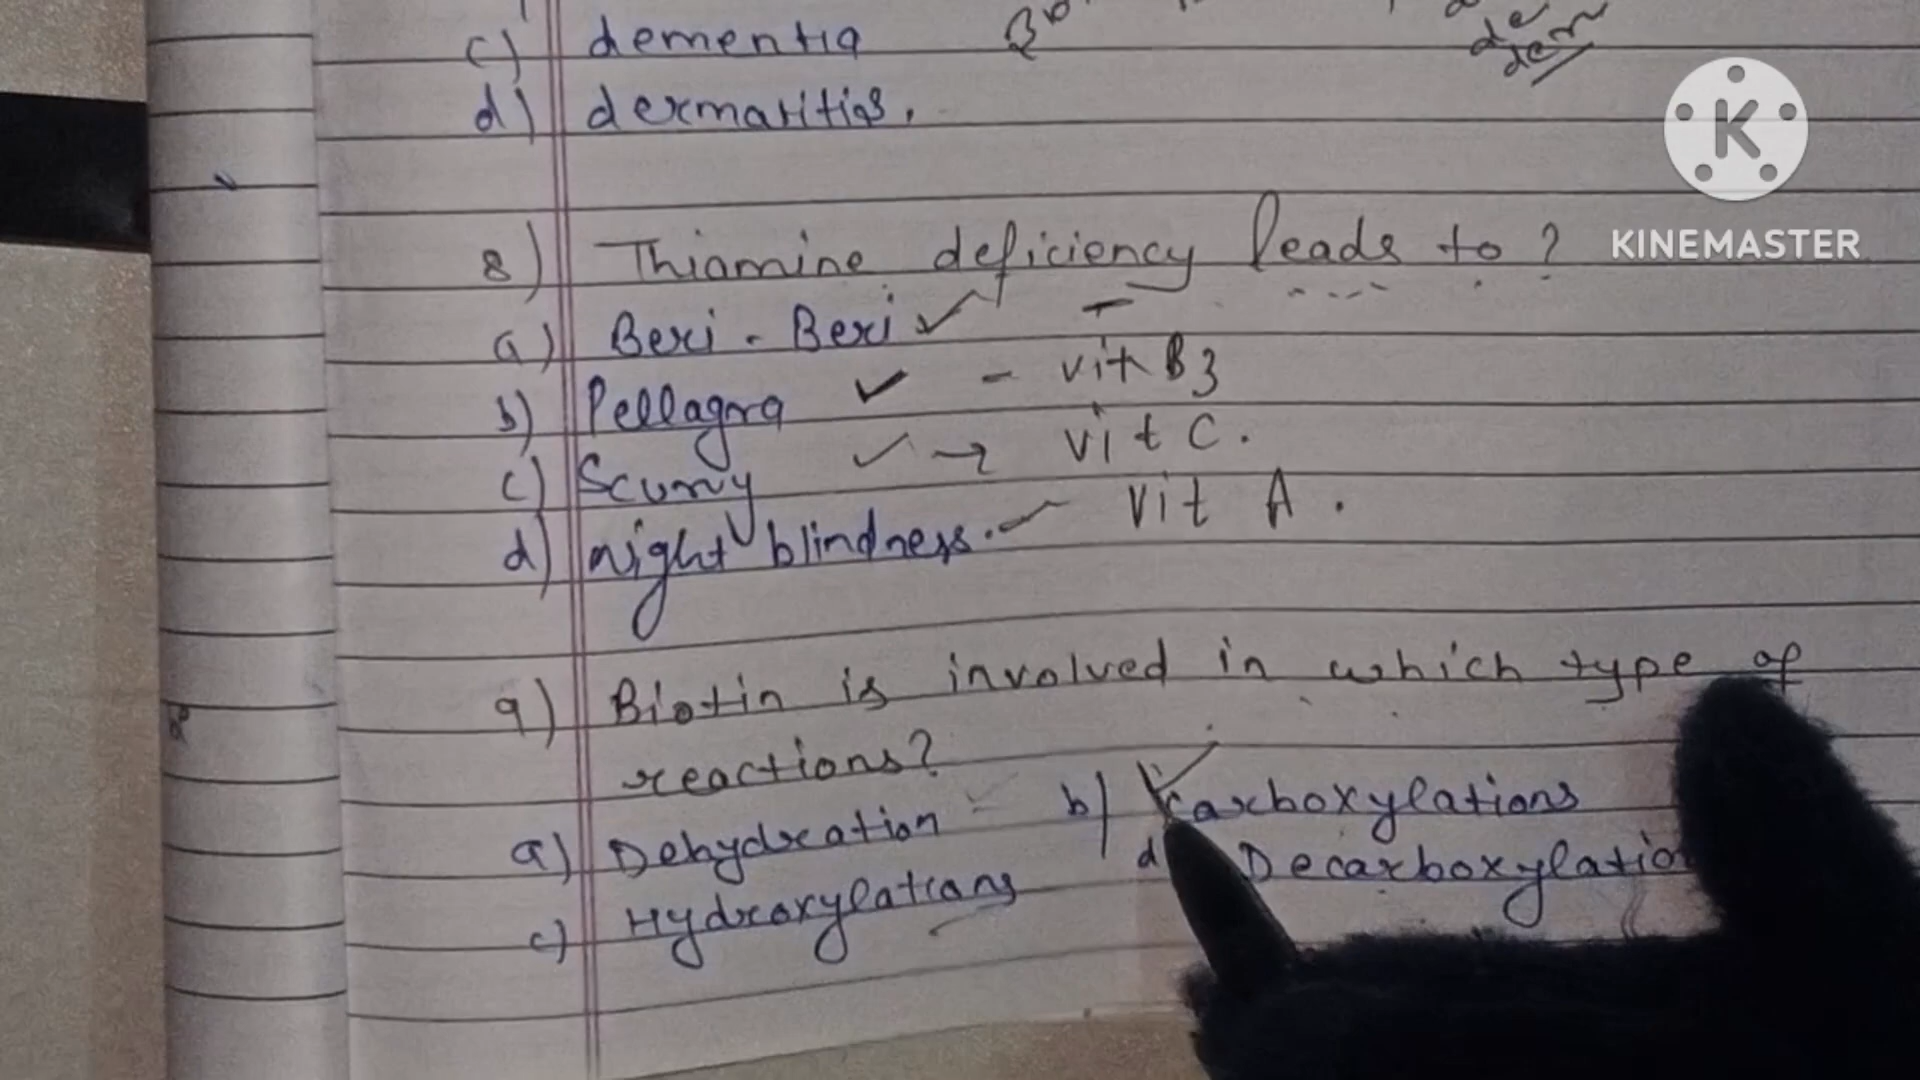 c) dementia
d) dermatitis.
8) Thiamine deficiency leads to?
a) Beri - Beri ✓ -
b) Pellagra ✓ - vit B3
c) Scurvy ✓ → vit C.
d) night blindness. - vit A.
9) Biotin is involved in which type of
reactions?
a) Dehydration b) carboxylations
c) Hydroxylations d Decarboxylatio
K
KINEMASTER